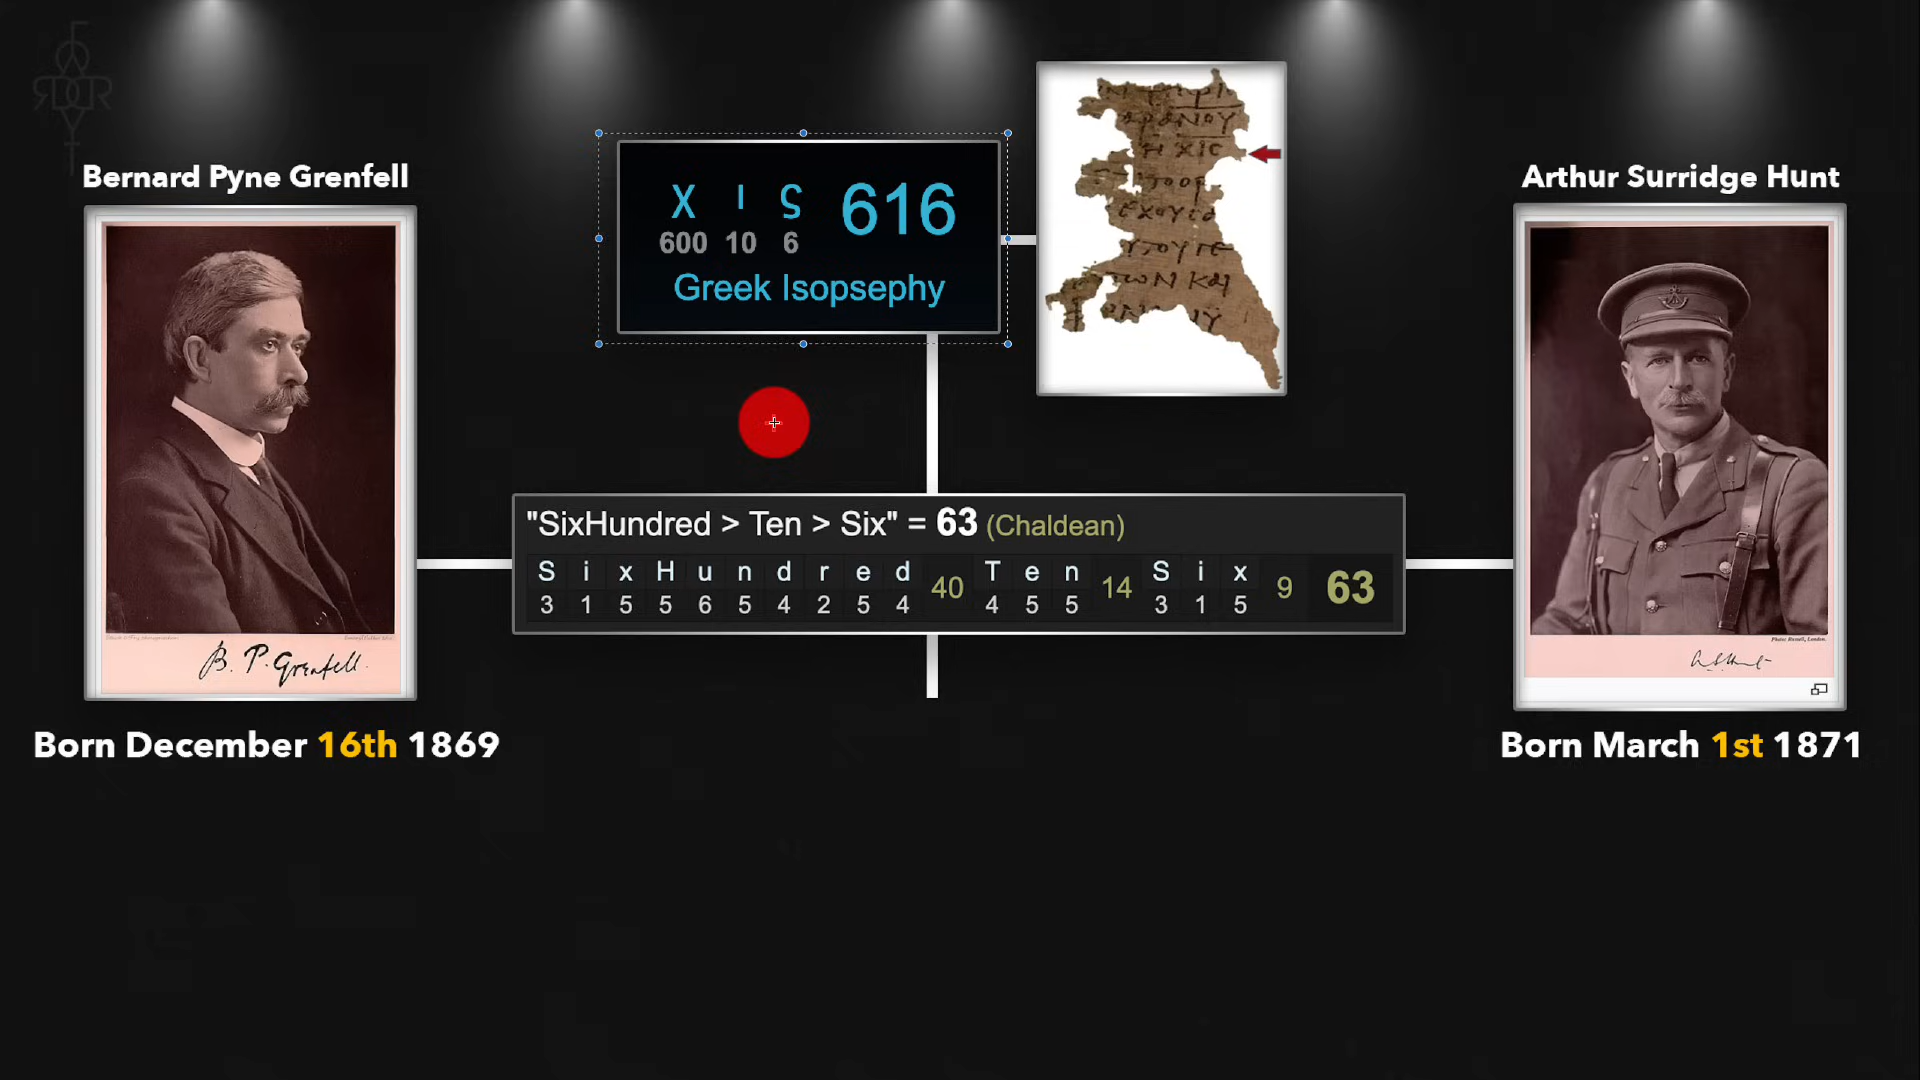 Bernard Pyne Grenfell
B. P. Grenfell.
Born December 16th 1869
Χ Ι Ϛ 616
600 10 6
Greek Isopsephy
Η ΧΙϹ
"SixHundred > Ten > Six" = 63 (Chaldean)
S i x H u n d r e d 40 T e n 14 S i x 9 63
3 1 5 5 6 5 4 2 5 4 4 5 5 3 1 5
Arthur Surridge Hunt
Born March 1st 1871